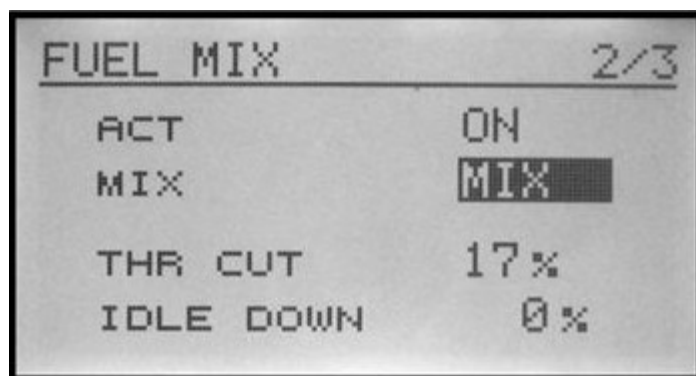 FUEL MIX 2/3
ACT ON
MIX MIX
THR CUT 17%
IDLE DOWN 0%